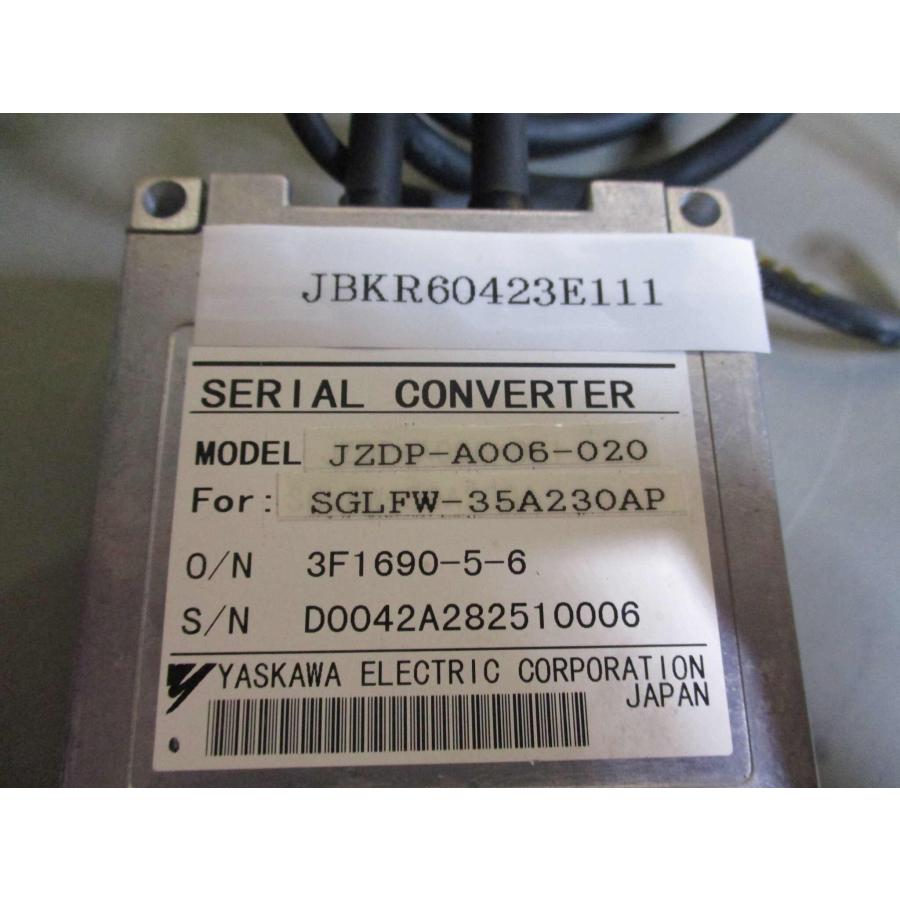 JBKR60423E111
SERIAL CONVERTER
MODEL JZDP-A006-020
For: SGLFW-35A230AP
O/N 3F1690-5-6
S/N D0042A282510006
YASKAWA ELECTRIC CORPORATION
JAPAN